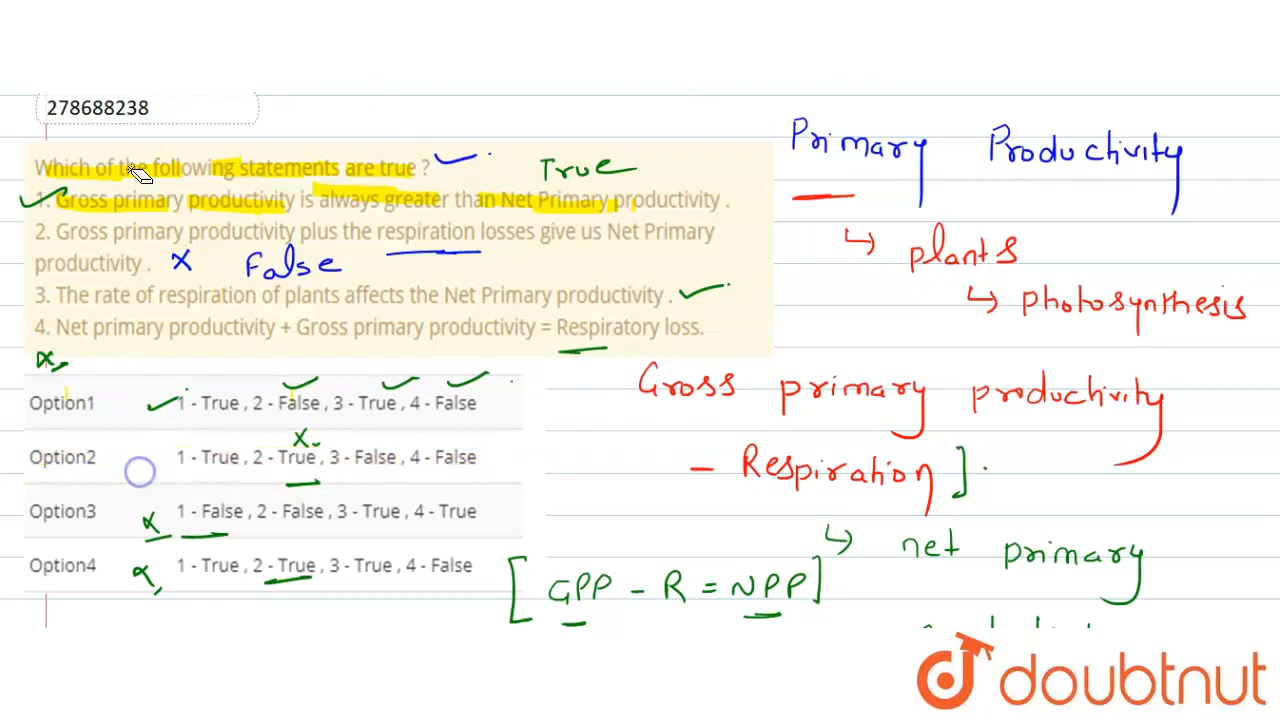 278688238
Which of the following statements are true ?
True
1. Gross primary productivity is always greater than Net Primary productivity .
2. Gross primary productivity plus the respiration losses give us Net Primary
productivity . x False
3. The rate of respiration of plants affects the Net Primary productivity .
4. Net primary productivity + Gross primary productivity = Respiratory loss.
Option1 1 - True , 2 - False , 3 - True , 4 - False
Option2 1 - True , 2 - True , 3 - False , 4 - False
Option3 1 - False , 2 - False , 3 - True , 4 - True
Option4 1 - True , 2 - True , 3 - True , 4 - False
Primary Productivity
plants
photosynthesis
Gross primary productivity
- Respiration ]
net primary
[ GPP - R = NPP ]
doubtnut